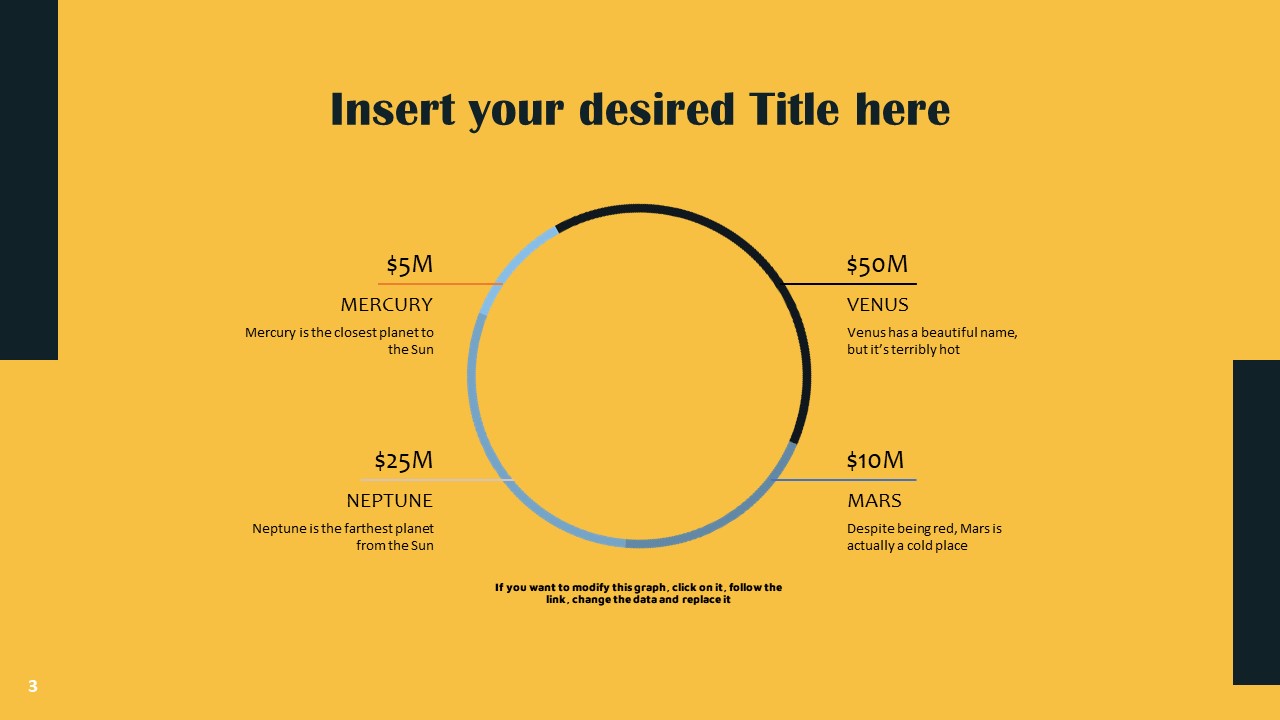 Insert your desired Title here
$5M
MERCURY
Mercury is the closest planet to
the Sun
$50M
VENUS
Venus has a beautiful name,
but it’s terribly hot
$25M
NEPTUNE
Neptune is the farthest planet
from the Sun
$10M
MARS
Despite being red, Mars is
actually a cold place
If you want to modify this graph, click on it, follow the
link, change the data and replace it
3